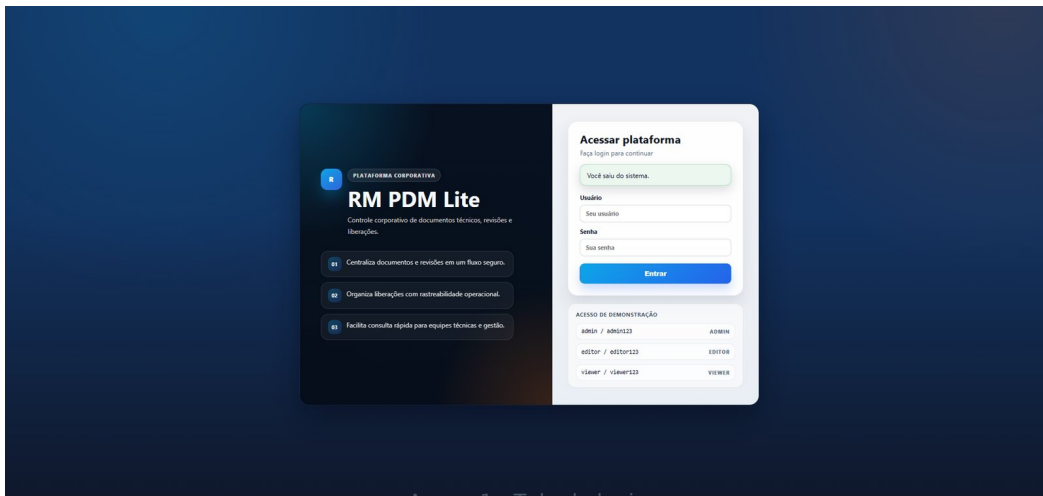 R
PLATAFORMA CORPORATIVA
RM PDM Lite
Controle corporativo de documentos técnicos, revisões e
liberações.
01 Centraliza documentos e revisões em um fluxo seguro.
02 Organiza liberações com rastreabilidade operacional.
03 Facilita consulta rápida para equipes técnicas e gestão.
Acessar plataforma
Faça login para continuar
Você saiu do sistema.
Usuário
Seu usuário
Senha
Sua senha
Entrar
ACESSO DE DEMONSTRAÇÃO
admin / admin123 ADMIN
editor / editor123 EDITOR
viewer / viewer123 VIEWER